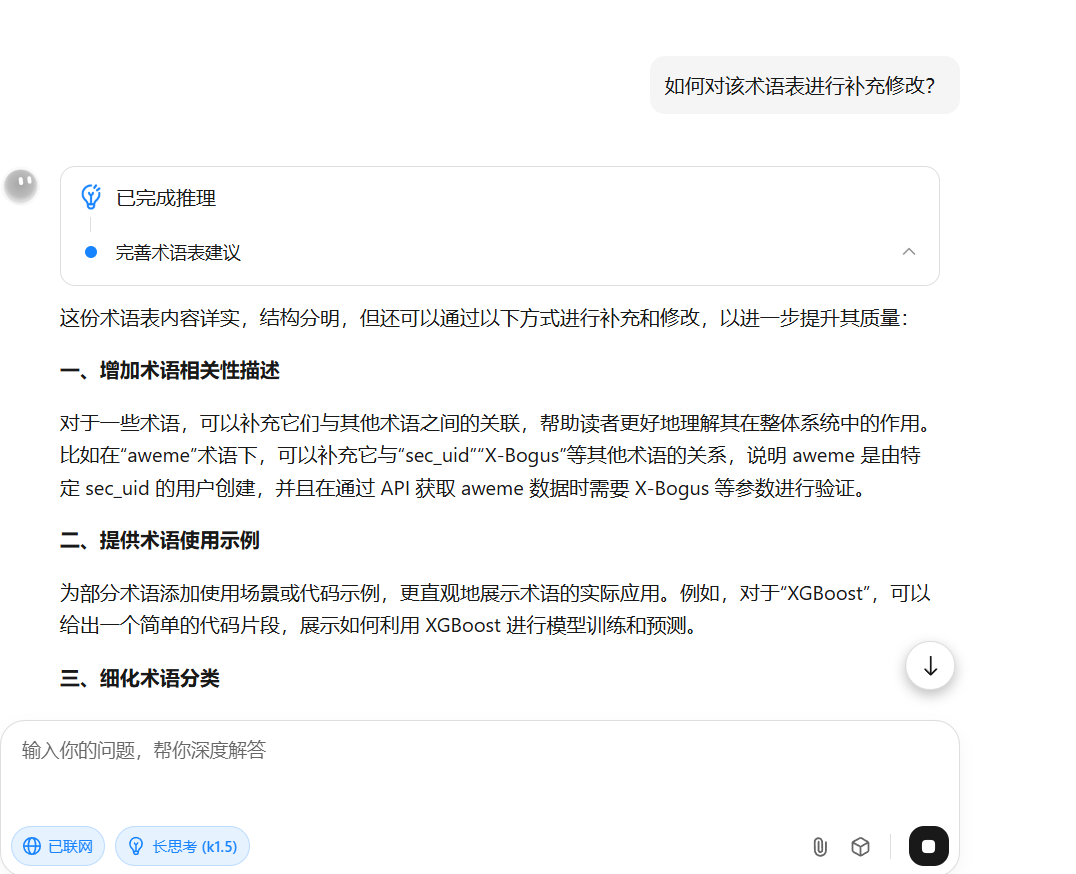 如何对该术语表进行补充修改？
已完成推理
完善术语表建议
这份术语表内容详实，结构分明，但还可以通过以下方式进行补充和修改，以进一步提升其质量：
一、增加术语相关性描述
对于一些术语，可以补充它们与其他术语之间的关联，帮助读者更好地理解其在整体系统中的作用。
比如在“aweme”术语下，可以补充它与“sec_uid”“X-Bogus”等其他术语的关系，说明 aweme 是由特
定 sec_uid 的用户创建，并且在通过 API 获取 aweme 数据时需要 X-Bogus 等参数进行验证。
二、提供术语使用示例
为部分术语添加使用场景或代码示例，更直观地展示术语的实际应用。例如，对于“XGBoost”，可以
给出一个简单的代码片段，展示如何利用 XGBoost 进行模型训练和预测。
三、细化术语分类
输入你的问题，帮你深度解答
已联网
长思考 (k1.5)